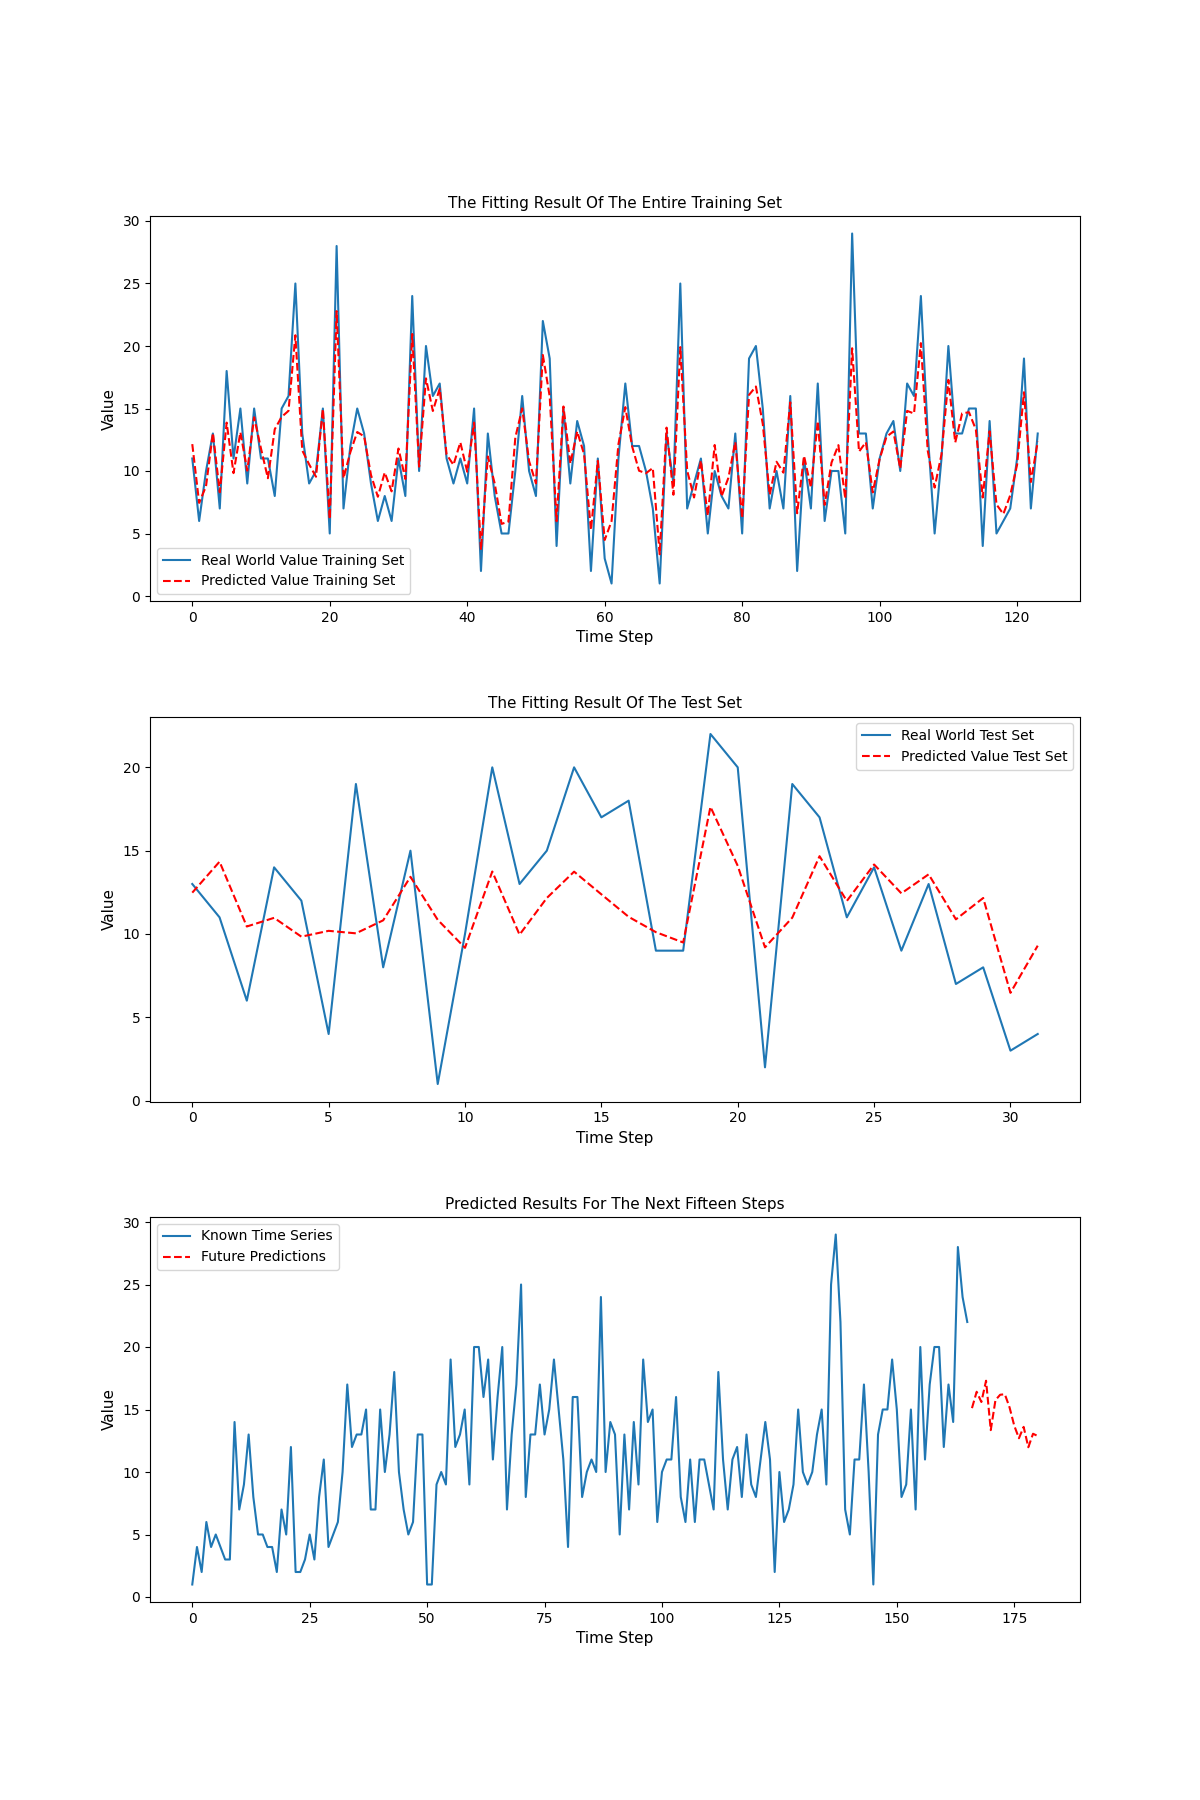 The Fitting Result Of The Entire Training Set
30
25
20
15
10
5
0
Value
Real World Value Training Set
Predicted Value Training Set
0 20 40 60 80 100 120
Time Step
The Fitting Result Of The Test Set
20
15
10
5
0
Value
Real World Test Set
Predicted Value Test Set
0 5 10 15 20 25 30
Time Step
Predicted Results For The Next Fifteen Steps
30
25
20
15
10
5
0
Value
Known Time Series
Future Predictions
0 25 50 75 100 125 150 175
Time Step